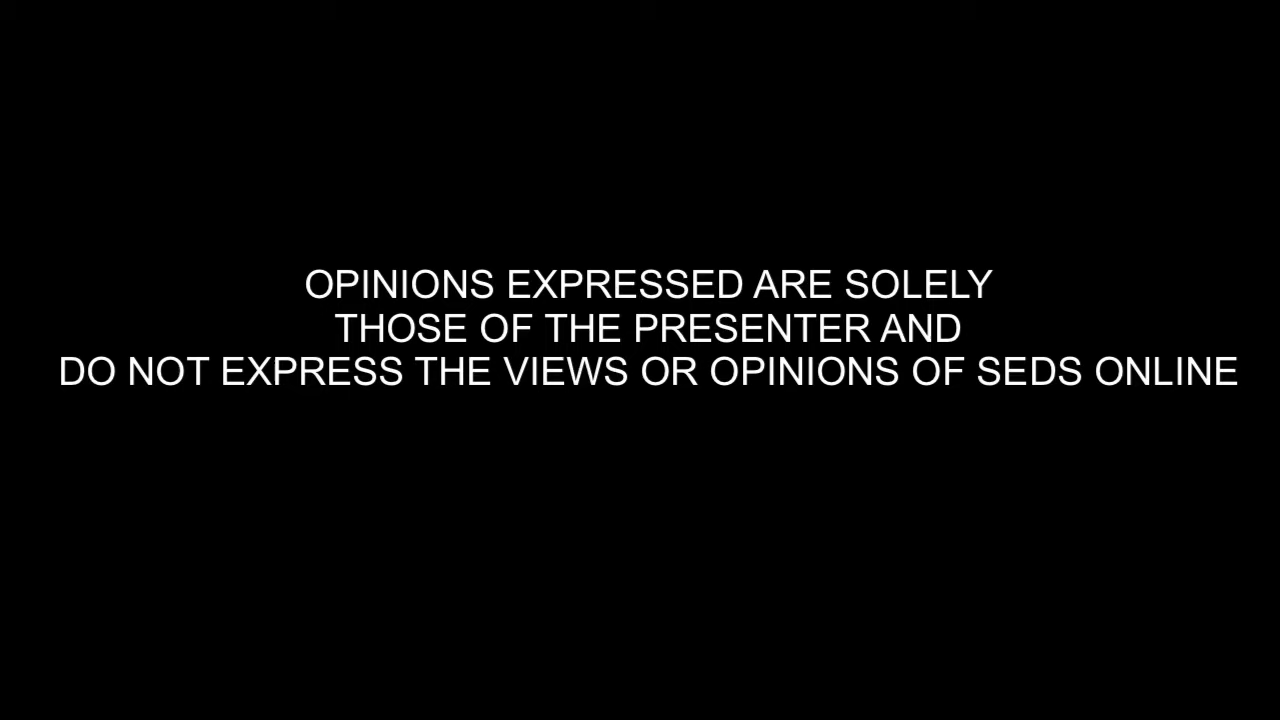 OPINIONS EXPRESSED ARE SOLELY
THOSE OF THE PRESENTER AND
DO NOT EXPRESS THE VIEWS OR OPINIONS OF SEDS ONLINE